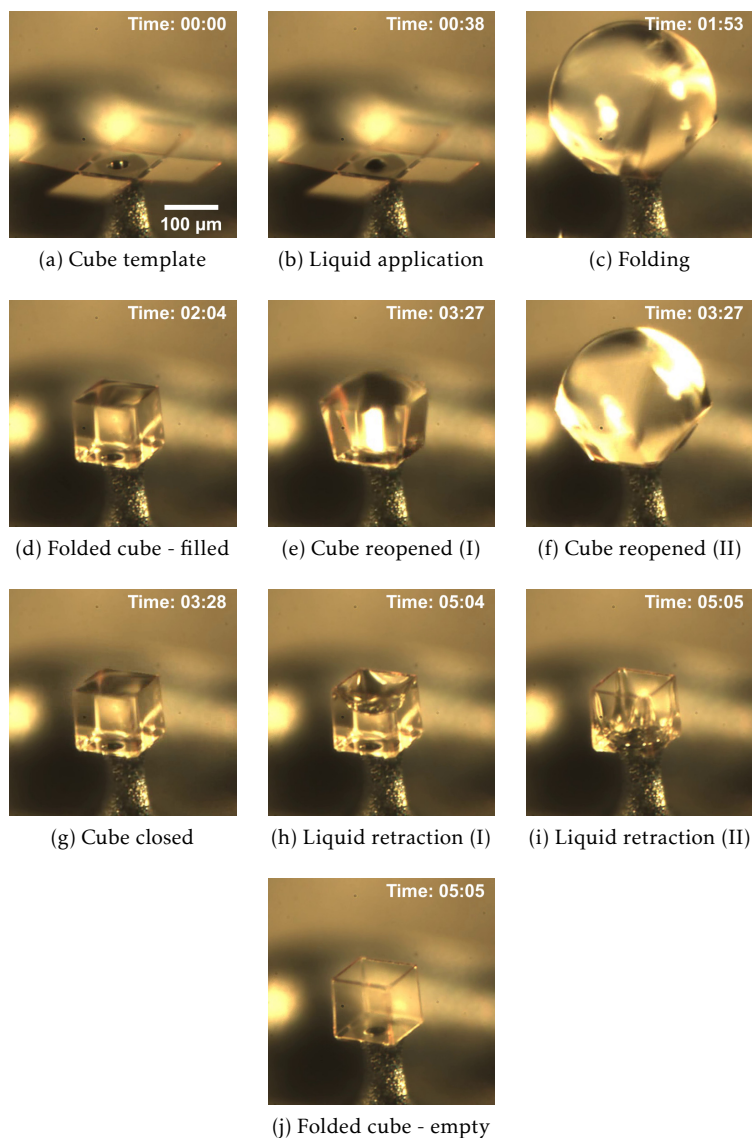 Time: 00:00
Time: 00:38
Time: 01:53
100 µm
(a) Cube template
(b) Liquid application
(c) Folding
Time: 02:04
Time: 03:27
Time: 03:27
(d) Folded cube - filled
(e) Cube reopened (I)
(f) Cube reopened (II)
Time: 03:28
Time: 05:04
Time: 05:05
(g) Cube closed
(h) Liquid retraction (I)
(i) Liquid retraction (II)
Time: 05:05
(j) Folded cube - empty